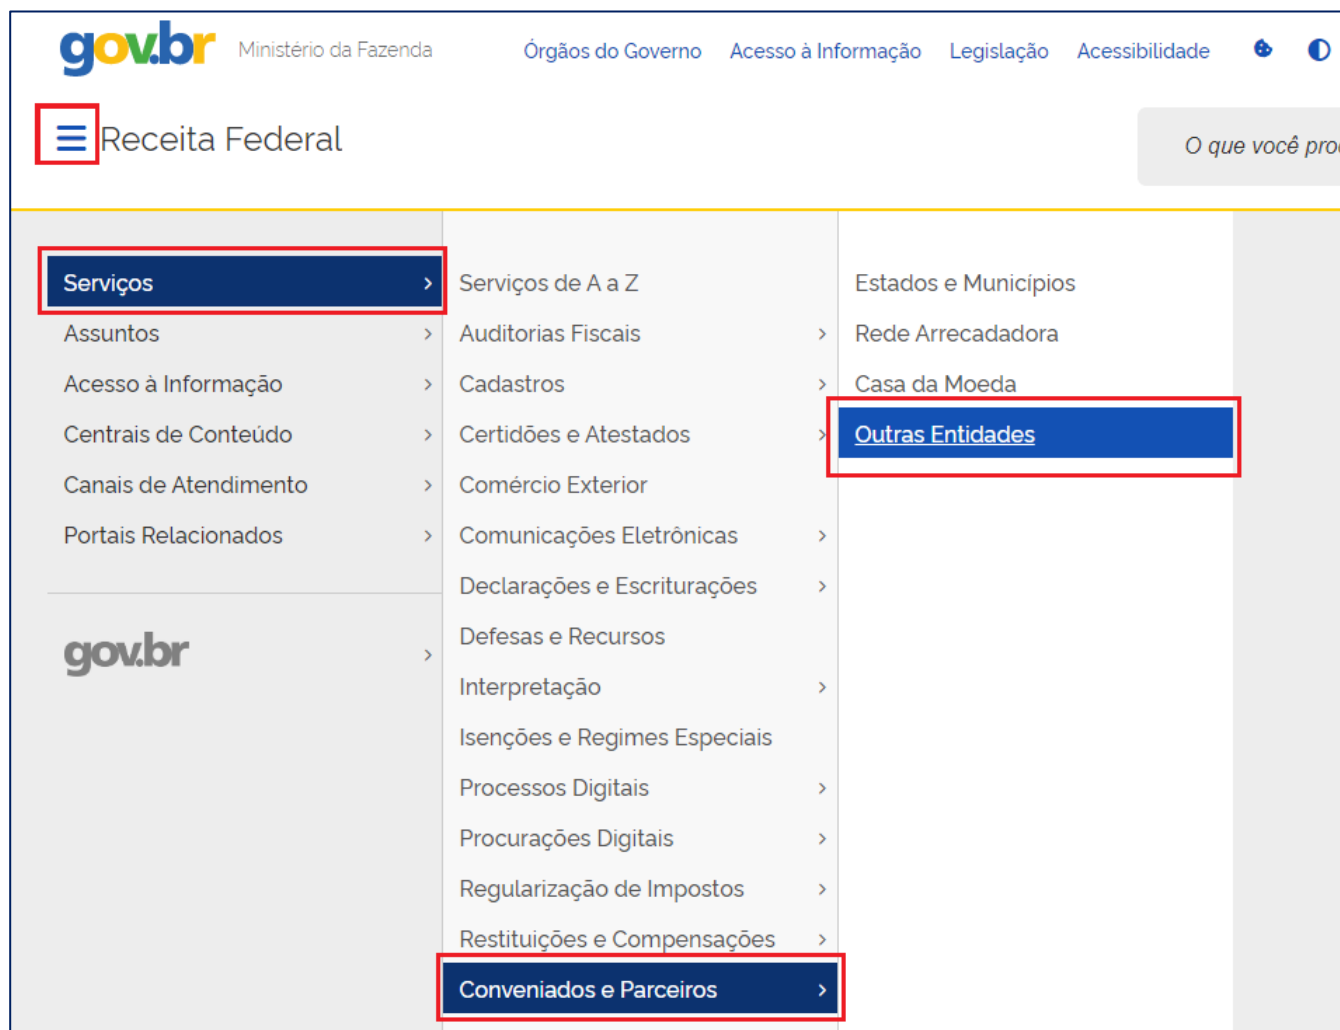 gov.br Ministério da Fazenda Órgãos do Governo Acesso à Informação Legislação Acessibilidade
Receita Federal
O que você
Serviços
Assuntos
Acesso à Informação
Centrais de Conteúdo
Canais de Atendimento
Portais Relacionados
gov.br
Serviços de A a Z
Auditorias Fiscais
Cadastros
Certidões e Atestados
Comércio Exterior
Comunicações Eletrônicas
Declarações e Escriturações
Defesas e Recursos
Interpretação
Isenções e Regimes Especiais
Processos Digitais
Procurações Digitais
Regularização de Impostos
Restituições e Compensações
Conveniados e Parceiros
Estados e Municípios
Rede Arrecadadora
Casa da Moeda
Outras Entidades